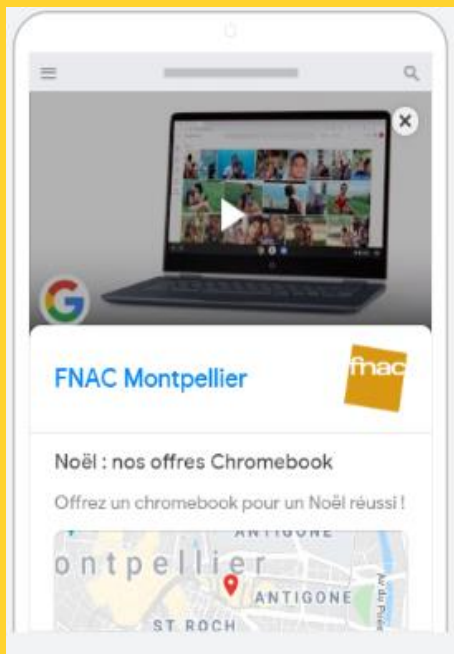 G
FNAC Montpellier
fnac
Noël : nos offres Chromebook
Offrez un chromebook pour un Noël réussi !
ANTIGONE
ontpellier
ANTIGONE
ST ROCH